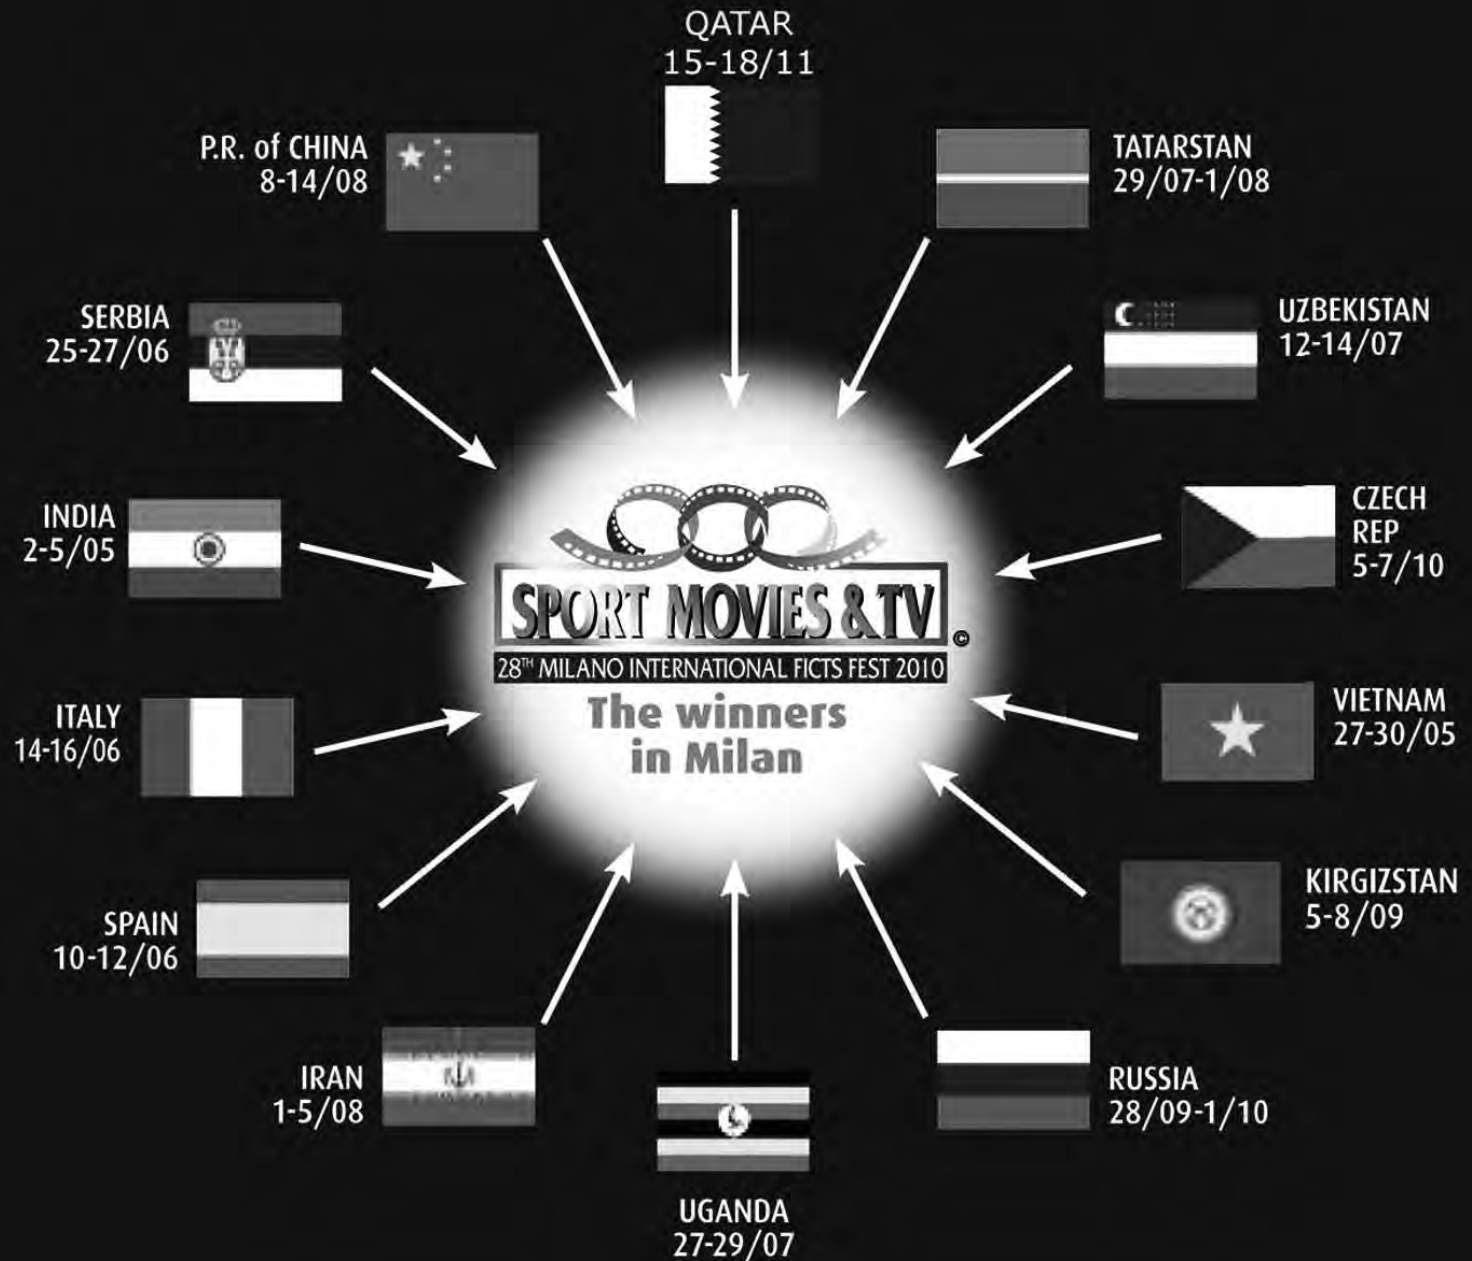 QATAR
15-18/11
P.R. of CHINA
8-14/08
TATARSTAN
29/07-1/08
SERBIA
25-27/06
UZBEKISTAN
12-14/07
INDIA
2-5/05
CZECH
REP
5-7/10
SPORT MOVIES & TV ©
28TH MILANO INTERNATIONAL FICTS FEST 2010
The winners
in Milan
ITALY
14-16/06
VIETNAM
27-30/05
SPAIN
10-12/06
KIRGIZSTAN
5-8/09
IRAN
1-5/08
RUSSIA
28/09-1/10
UGANDA
27-29/07